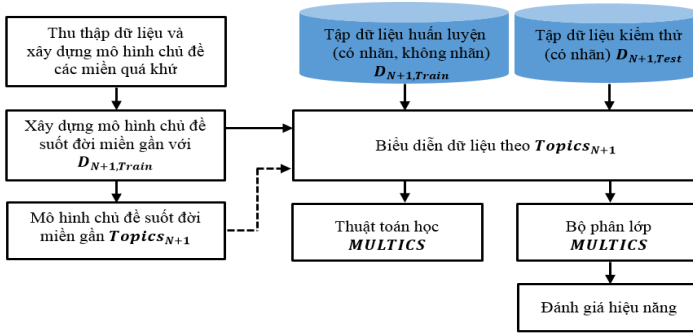 Thu thập dữ liệu và
xây dựng mô hình chủ đề
các miền quá khứ
Tập dữ liệu huấn luyện
(có nhãn, không nhãn)
D_{N+1,Train}
Tập dữ liệu kiểm thử
(có nhãn) D_{N+1,Test}
Xây dựng mô hình chủ đề
suốt đời miền gần với
D_{N+1,Train}
Biểu diễn dữ liệu theo Topics_{N+1}
Mô hình chủ đề suốt đời
miền gần Topics_{N+1}
Thuật toán học
MULTICS
Bộ phân lớp
MULTICS
Đánh giá hiệu năng